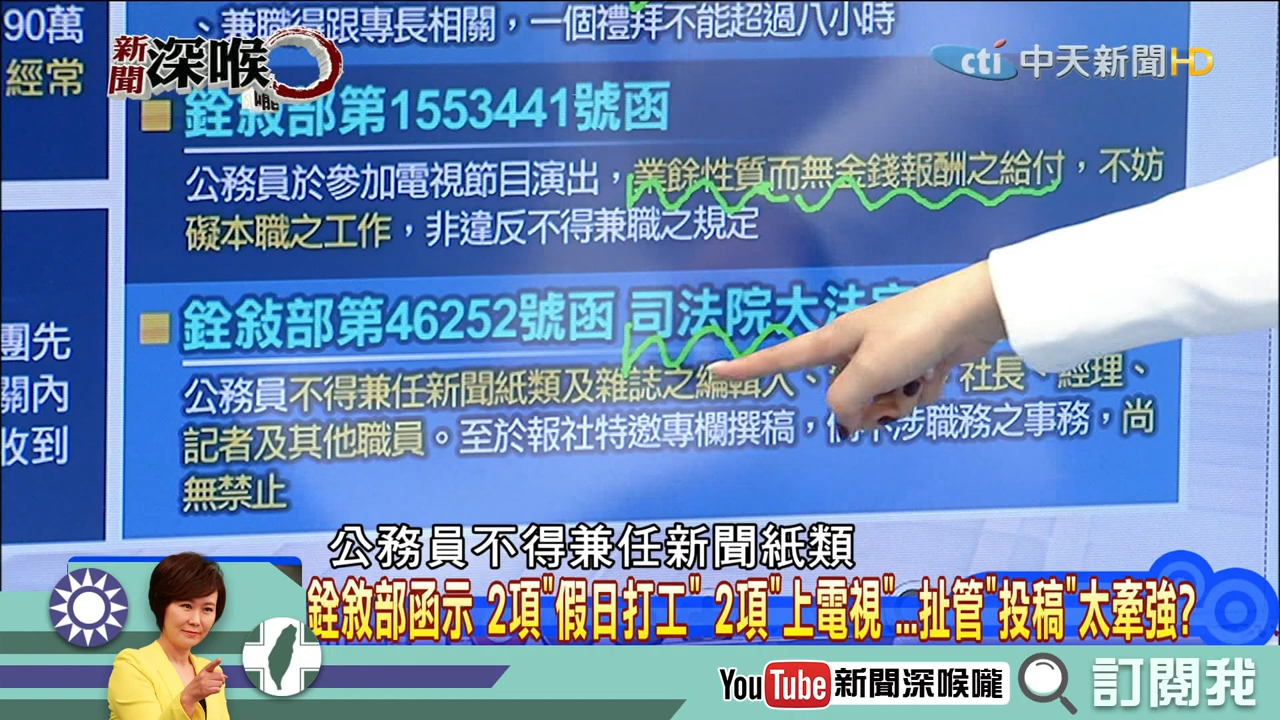 90萬
經常
、兼職得跟專長相關，一個禮拜不能超過八小時
新聞深喉嚨
cti 中天新聞HD
銓敘部第1553441號函
公務員於參加電視節目演出，業餘性質而無金錢報酬之給付，不妨
礙本職之工作，非違反不得兼職之規定
團先
關內
收到
銓敍部第46252號函 司法院大法官
公務員不得兼任新聞紙類及雜誌之編輯人、 社長、經理、
記者及其他職員。至於報社特邀專欄撰稿， 涉職務之事務，尚
無禁止
公務員不得兼任新聞紙類
銓敘部函示 2項"假日打工" 2項"上電視"...扯管"投稿"太牽強?
YouTube 新聞深喉嚨 訂閱我